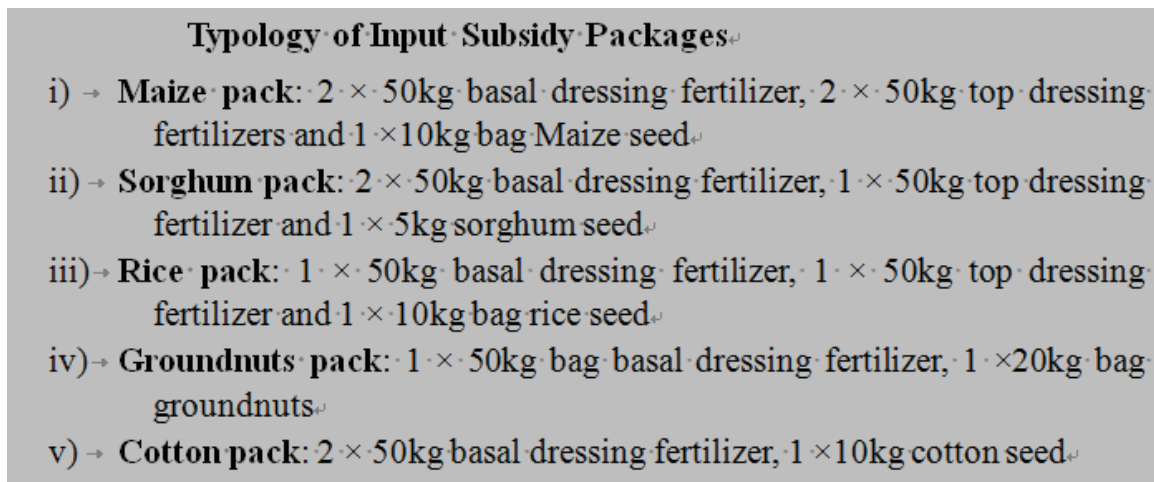 Typology of Input Subsidy Packages
i) Maize pack: 2 × 50kg basal dressing fertilizer, 2 × 50kg top dressing
fertilizers and 1 ×10kg bag Maize seed
ii) Sorghum pack: 2 × 50kg basal dressing fertilizer, 1 × 50kg top dressing
fertilizer and 1 × 5kg sorghum seed
iii) Rice pack: 1 × 50kg basal dressing fertilizer, 1 × 50kg top dressing
fertilizer and 1 × 10kg bag rice seed
iv) Groundnuts pack: 1 × 50kg bag basal dressing fertilizer, 1 ×20kg bag
groundnuts
v) Cotton pack: 2 × 50kg basal dressing fertilizer, 1 ×10kg cotton seed